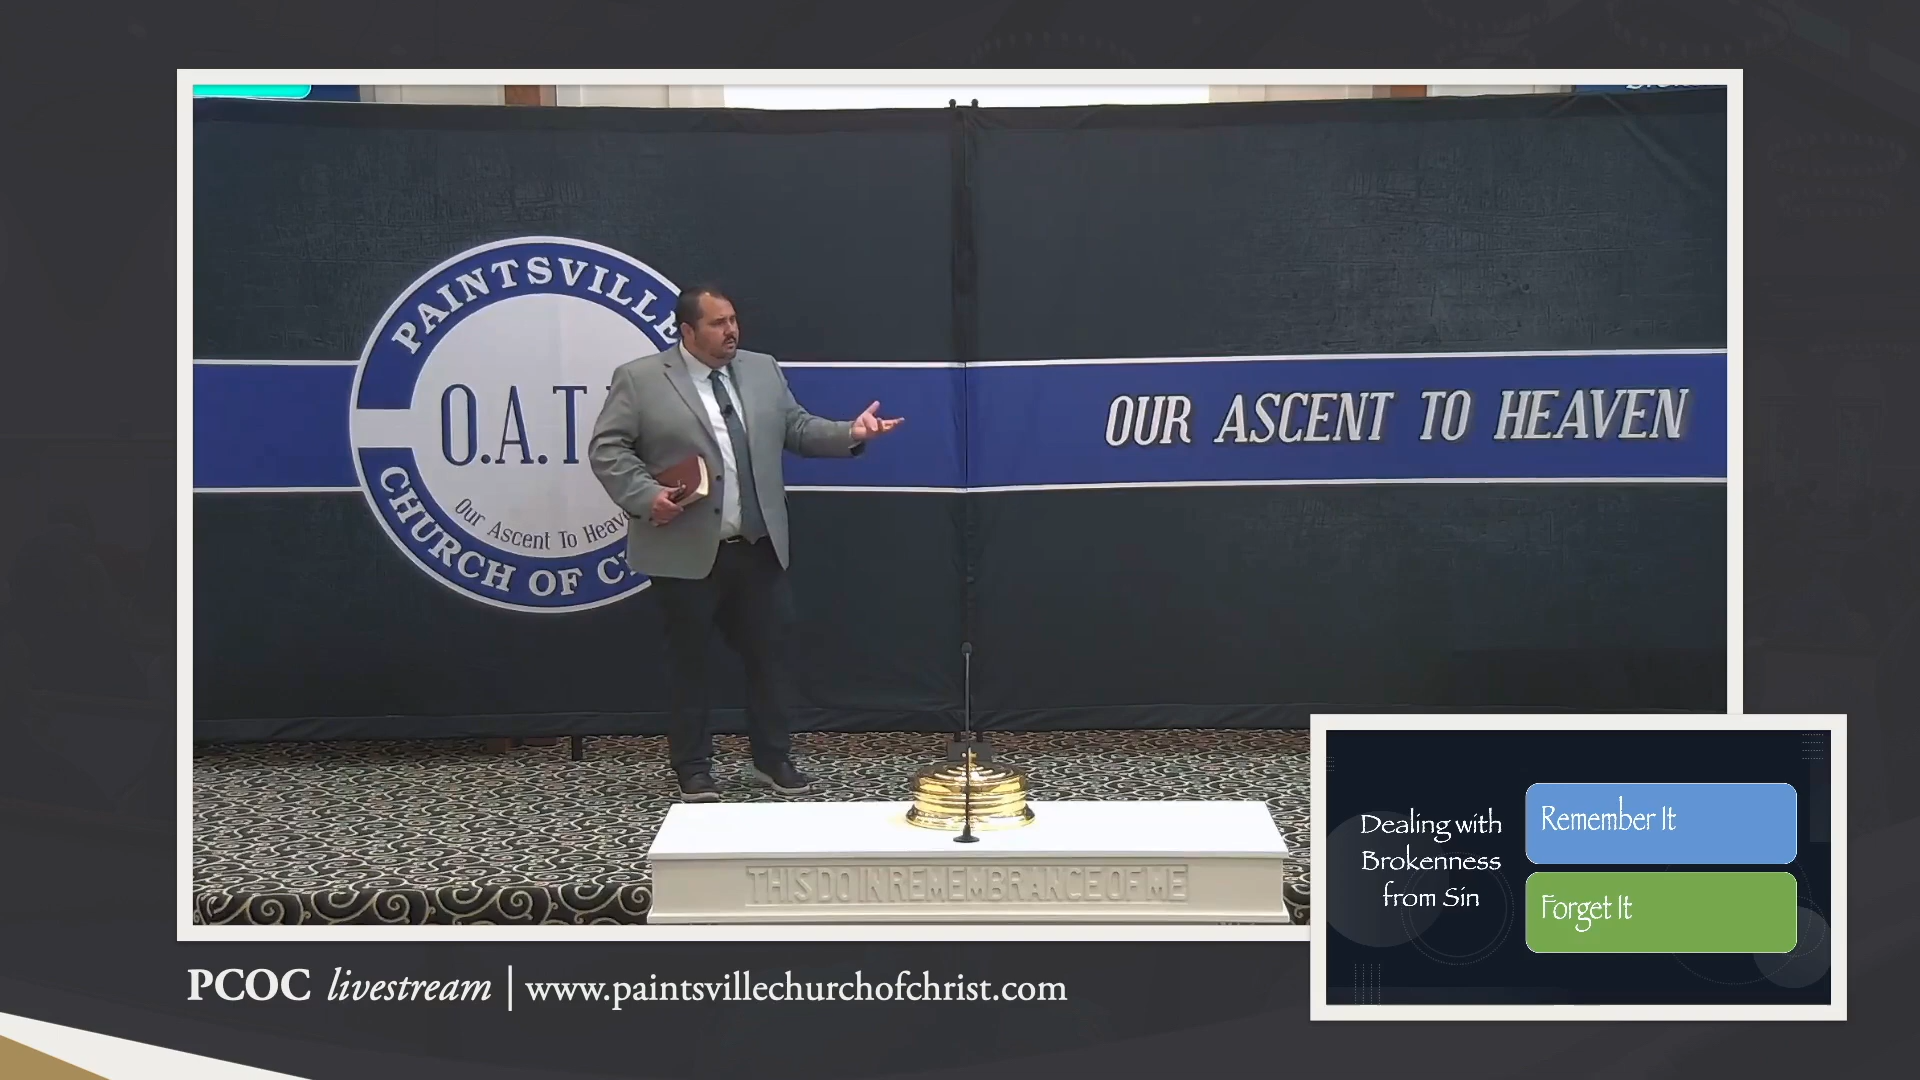 PAINTSVILLE
O.A.T
Our Ascent To Heave
CHURCH OF C
OUR ASCENT TO HEAVEN
THIS DO IN REMEMBRANCE OF ME
Dealing with
Brokenness
from Sin
Remember It
Forget It
PCOC livestream | www.paintsvillechurchofchrist.com